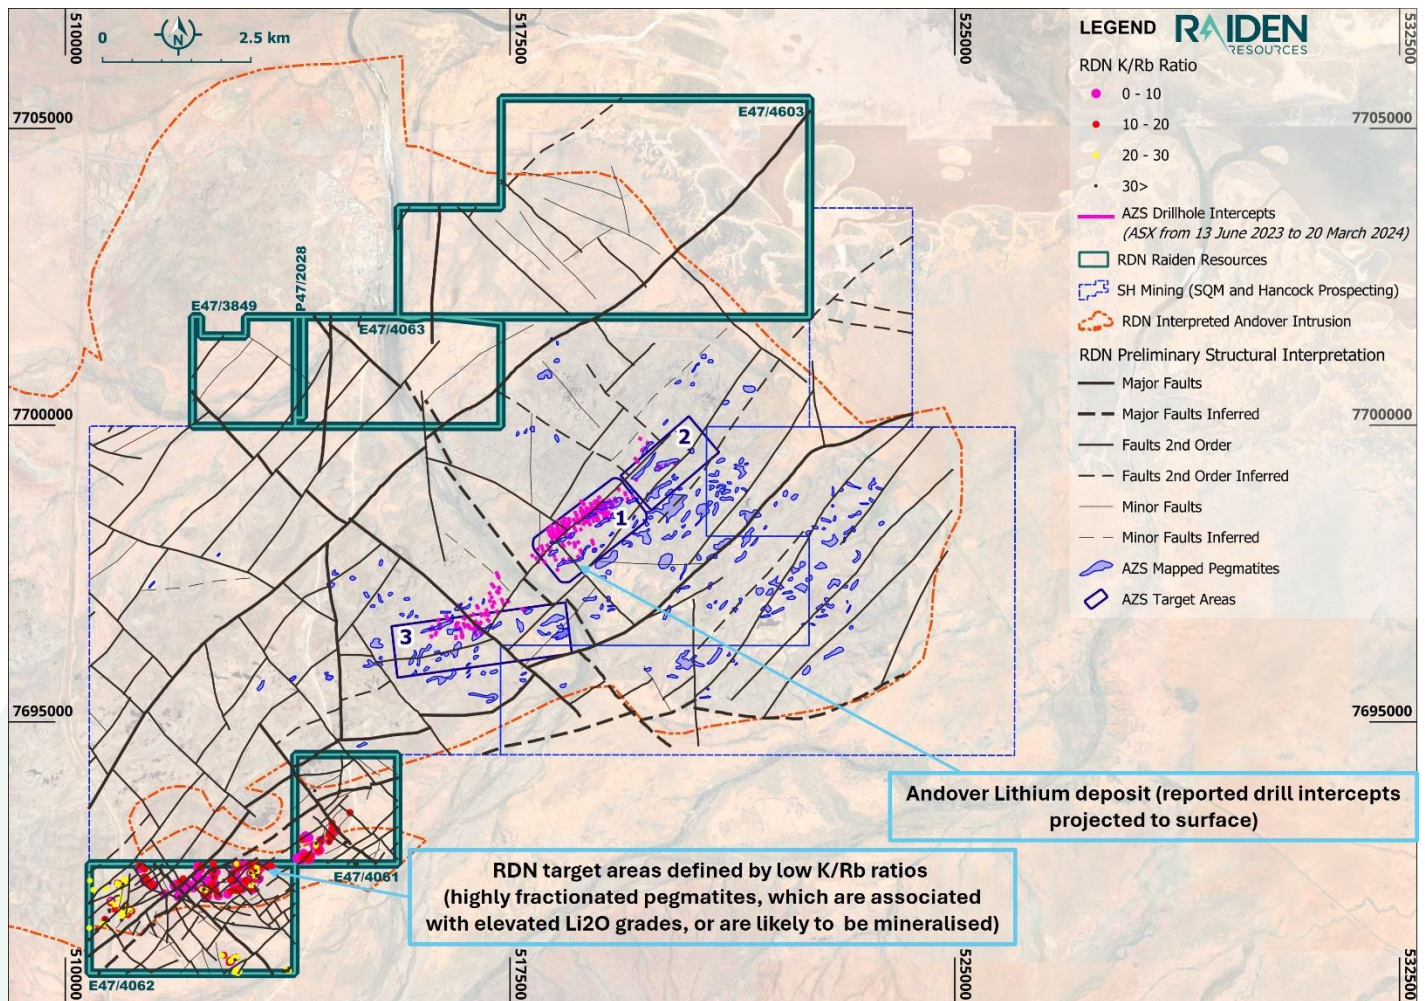 510000
517500
525000
532500
0
N
2.5 km
LEGEND
RAIDEN
RESOURCES
RDN K/Rb Ratio
0 - 10
10 - 20
20 - 30
30>
AZS Drillhole Intercepts
(ASX from 13 June 2023 to 20 March 2024)
RDN Raiden Resources
SH Mining (SQM and Hancock Prospecting)
RDN Interpreted Andover Intrusion
RDN Preliminary Structural Interpretation
Major Faults
Major Faults Inferred
Faults 2nd Order
Faults 2nd Order Inferred
Minor Faults
Minor Faults Inferred
AZS Mapped Pegmatites
AZS Target Areas
7705000
7705000
E47/4603
P47/2028
E47/3849
E47/4063
7700000
7700000
2
1
3
7695000
7695000
Andover Lithium deposit (reported drill intercepts
projected to surface)
RDN target areas defined by low K/Rb ratios
(highly fractionated pegmatites, which are associated
with elevated Li2O grades, or are likely to be mineralised)
E47/4061
E47/4062
510000
517500
525000
532500